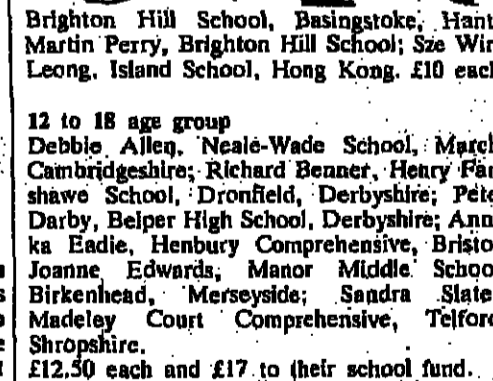 Brighton Hill School, Basingstoke, Hant
Martin Perry, Brighton Hill School; Sze Win
Leong, Island School, Hong Kong. £10 each
12 to 18 age group
Debbie Allen, Neale-Wade School, March
Cambridgeshire; Richard Benner, Henry Fan
shawe School, Dronfield, Derbyshire; Pete
Darby, Belper High School, Derbyshire; Ann
ka Eadie, Henbury Comprehensive, Bristo
Joanne Edwards, Manor Middle School
Birkenhead, Merseyside; Sandra Slate
Madeley Court Comprehensive, Telford
Shropshire.
£12.50 each and £17 to their school fund.